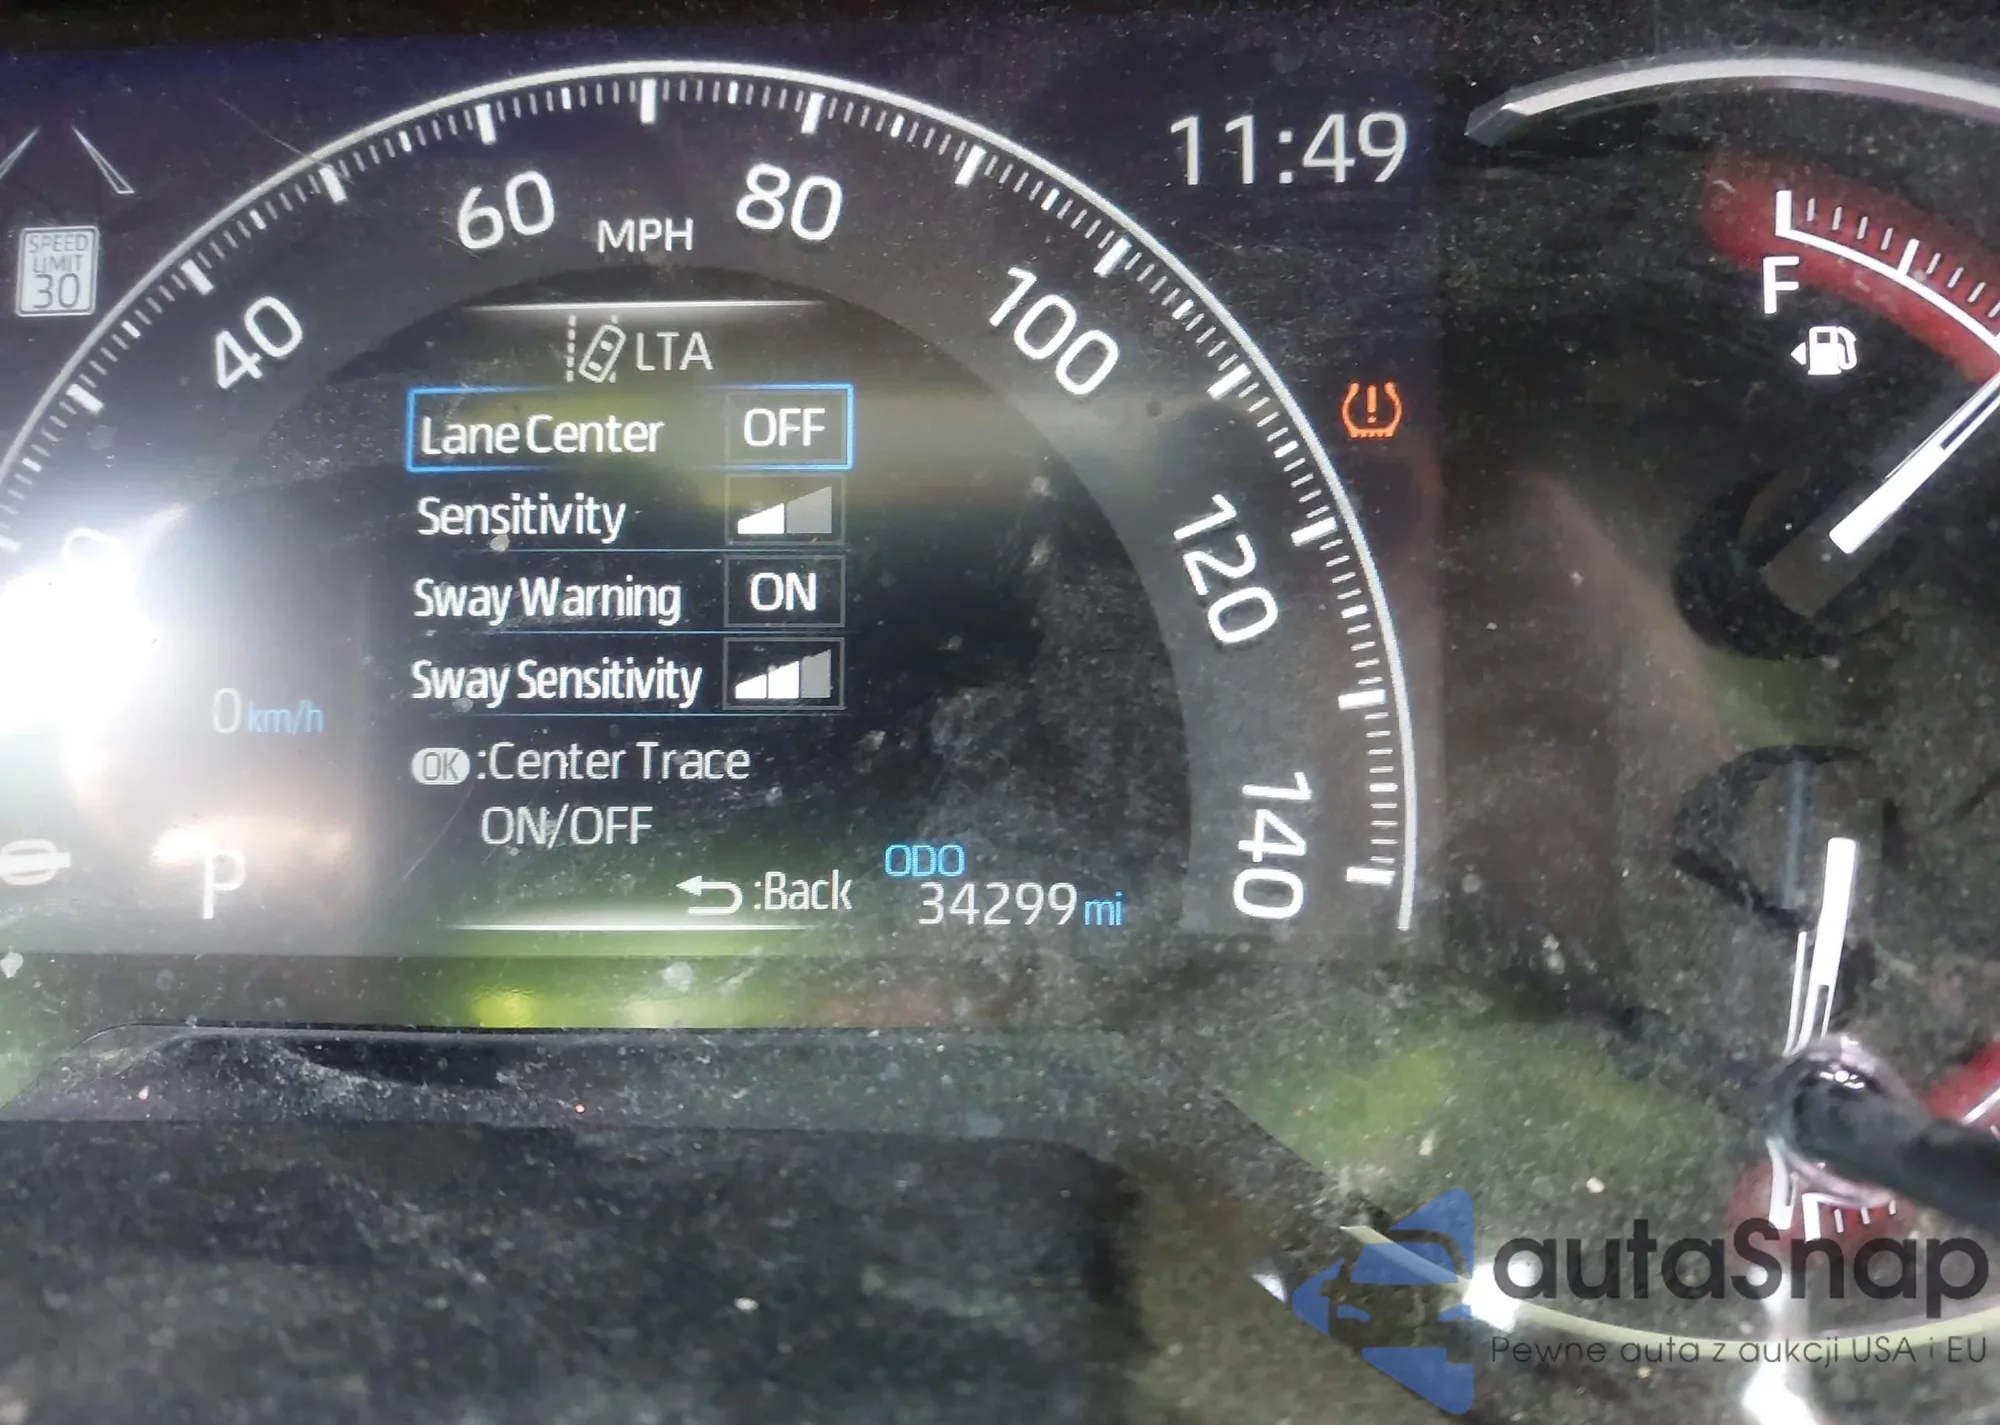 11:49
60
80
MPH
SPEED
LIMIT
30
40
100
F
LTA
Lane Center OFF
Sensitivity
Sway Warning ON
Sway Sensitivity
120
0 km/h
OK :Center Trace
ON/OFF
140
P
ODO
:Back
34299 mi
autaSnap
Pewne auta z aukcji USA i EU